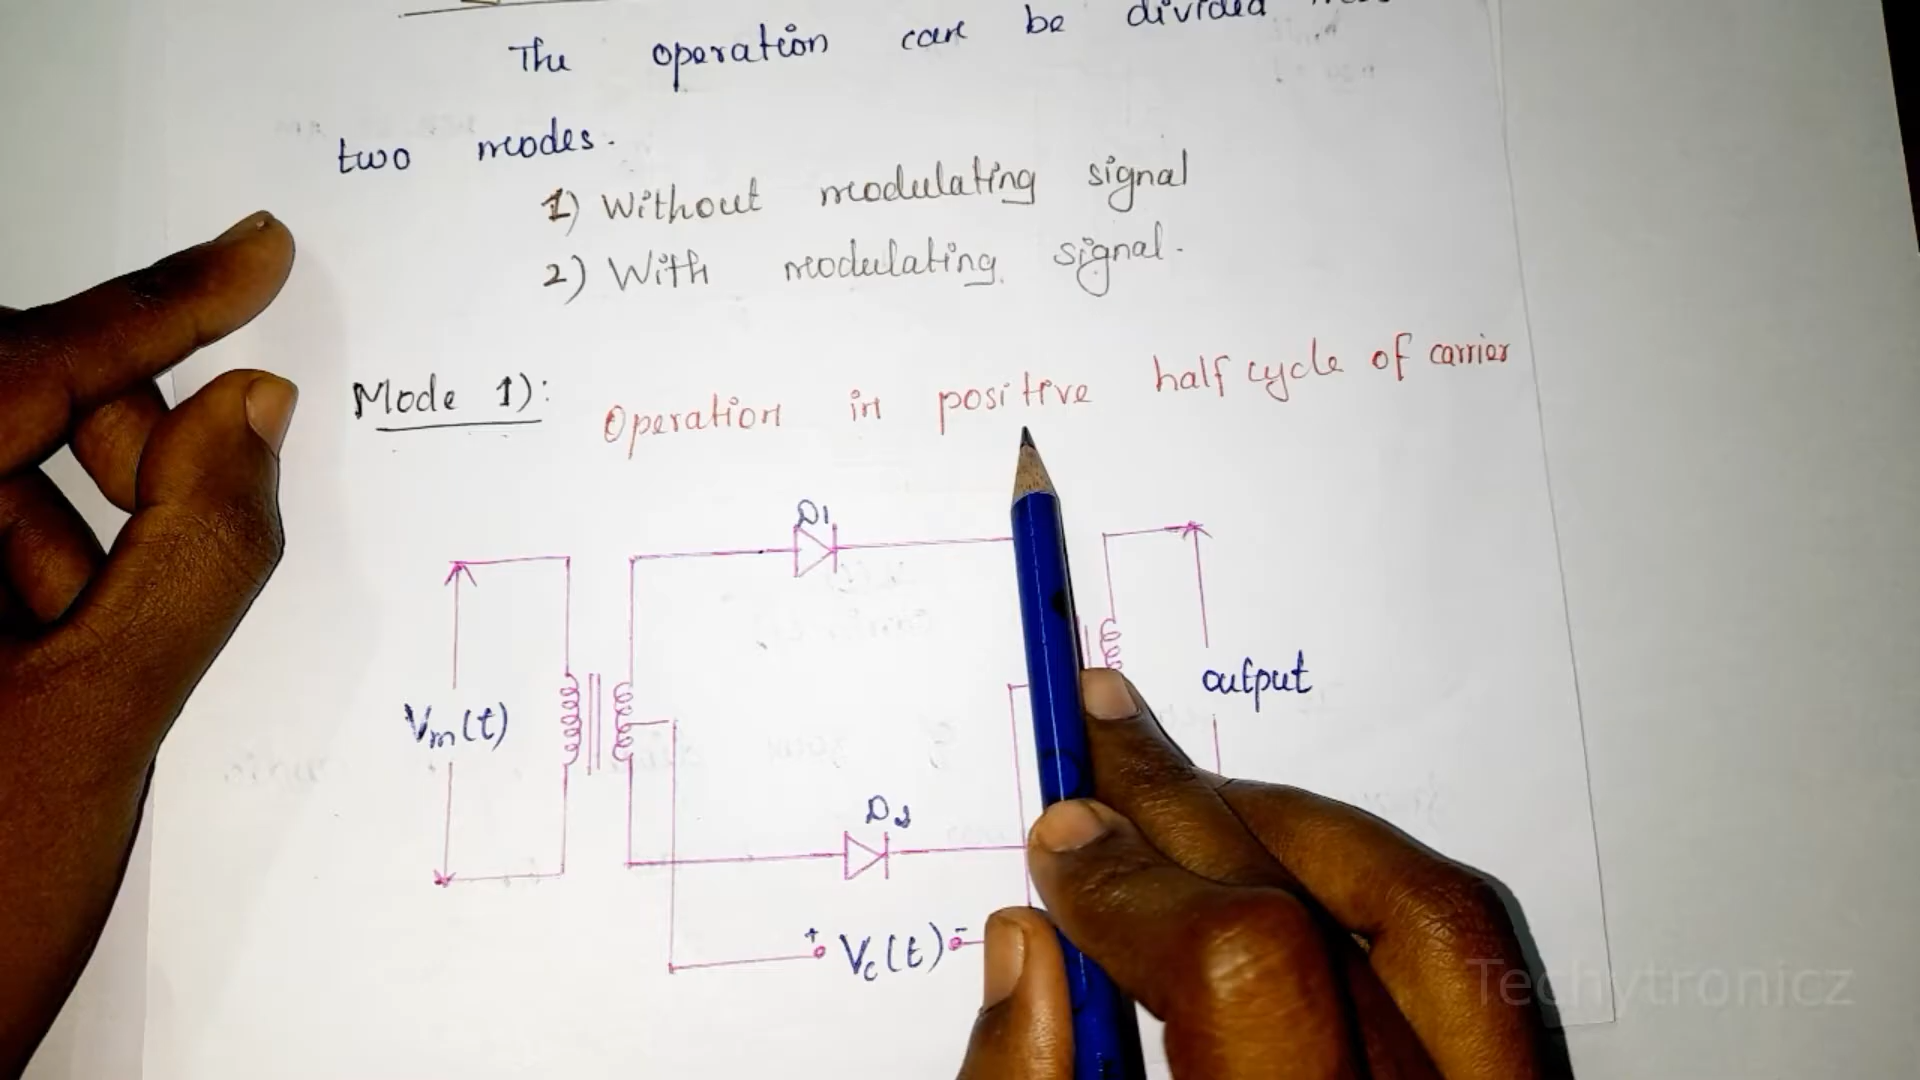 The operation can be divided
two modes.
1) Without modulating signal
2) With modulating signal.
Mode 1): Operation in positive half cycle of carrier
D1
Vm(t)
output
D2
+ Vc(t) -
Techytronicz